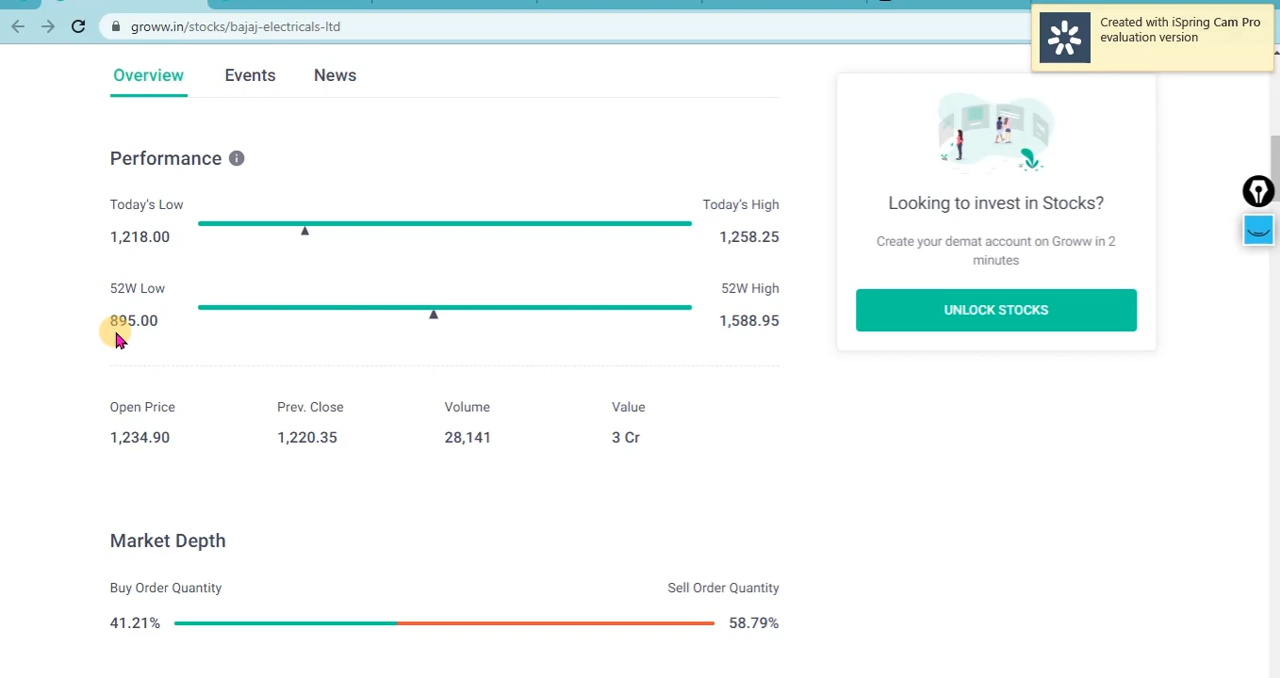 groww.in/stocks/bajaj-electricals-ltd
Created with iSpring Cam Pro
evaluation version
Overview Events News
Performance
Today's Low Today's High
1,218.00 1,258.25
52W Low 52W High
895.00 1,588.95
Open Price Prev. Close Volume Value
1,234.90 1,220.35 28,141 3 Cr
Market Depth
Buy Order Quantity Sell Order Quantity
41.21% 58.79%
Looking to invest in Stocks?
Create your demat account on Groww in 2
minutes
UNLOCK STOCKS